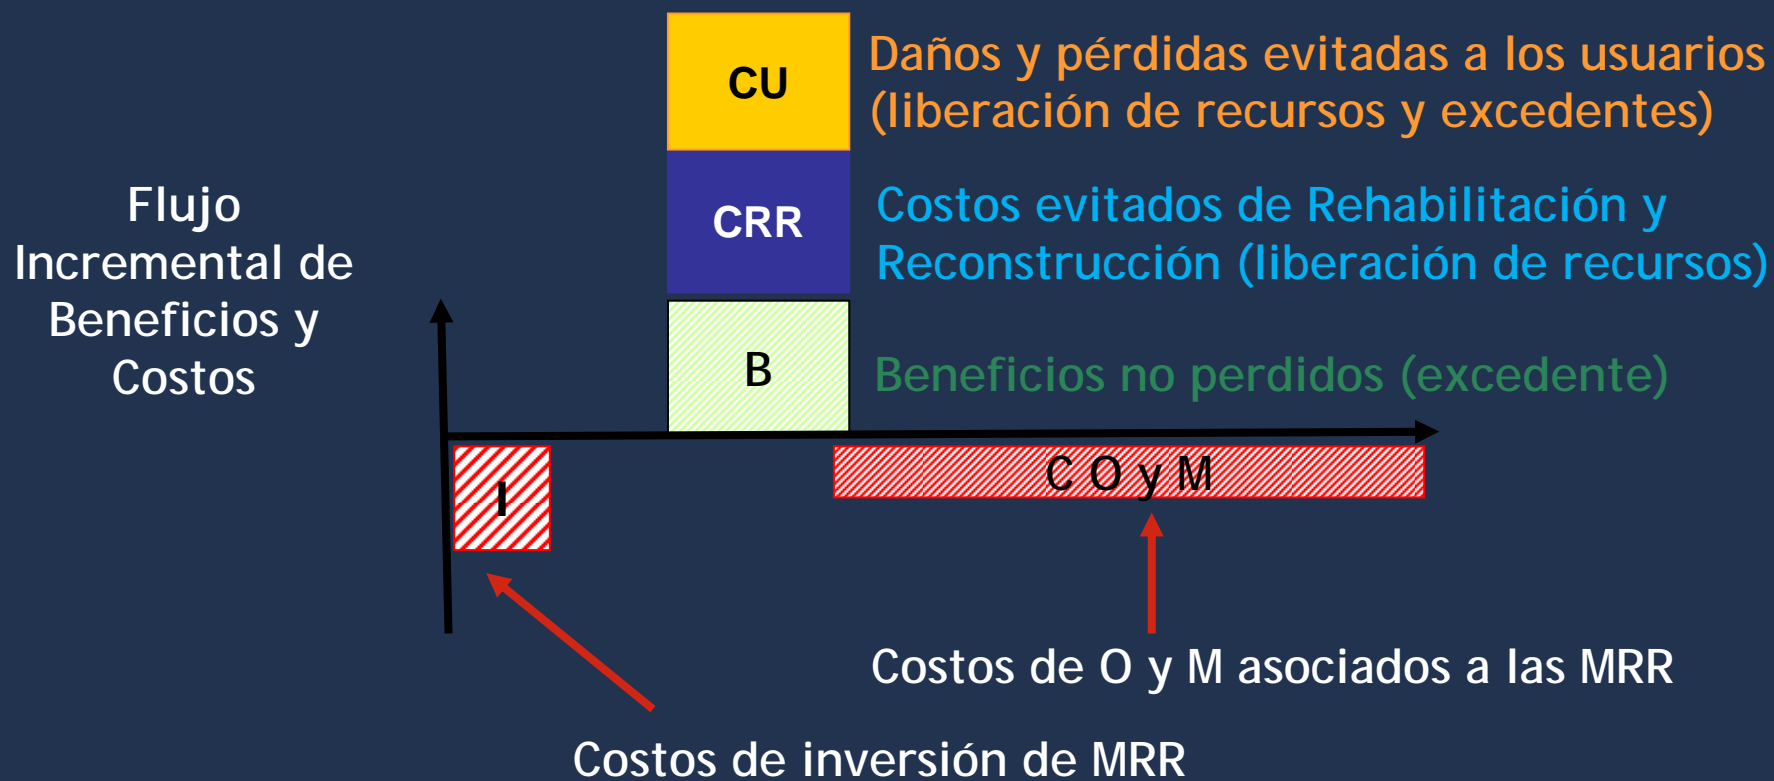 CU
Daños y pérdidas evitadas a los usuarios
(liberación de recursos y excedentes)
Flujo
Incremental de
Beneficios y
Costos
CRR
Costos evitados de Rehabilitación y
Reconstrucción (liberación de recursos)
B
Beneficios no perdidos (excedente)
I
C O y M
Costos de O y M asociados a las MRR
Costos de inversión de MRR